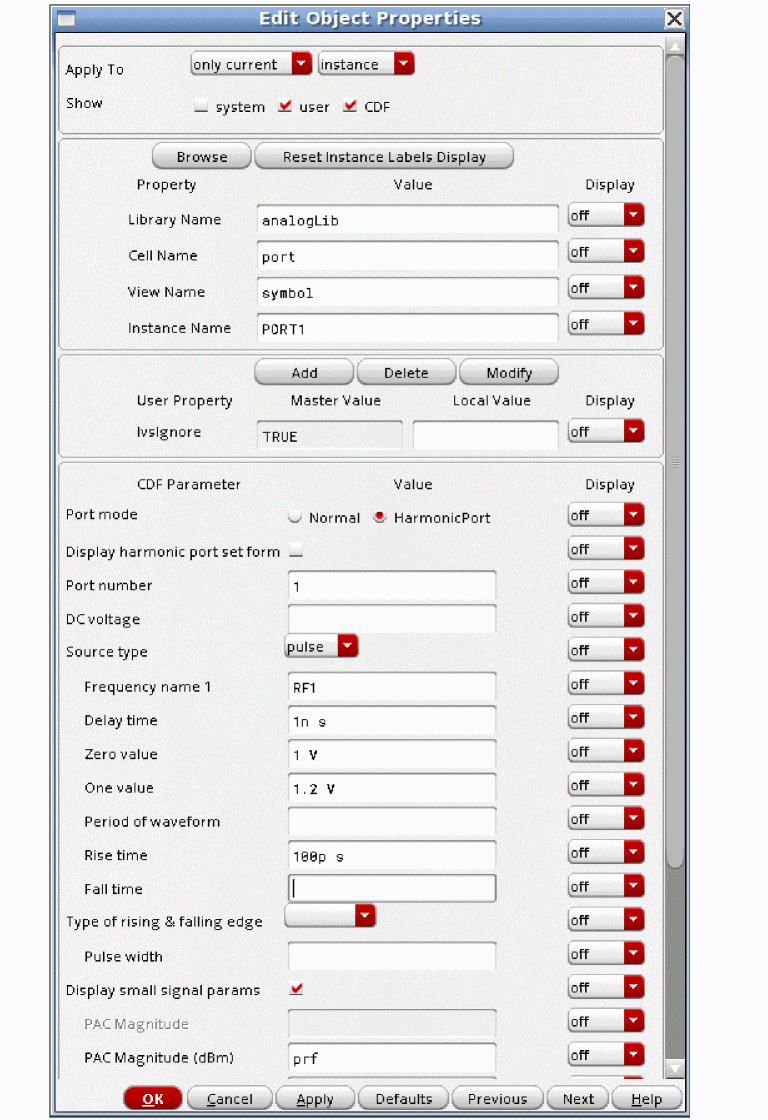 Edit Object Properties
Apply To only current instance
Show system user CDF
Browse Reset Instance Labels Display
Property Value Display
Library Name analogLib off
Cell Name port off
View Name symbol off
Instance Name PORT1 off
Add Delete Modify
User Property Master Value Local Value Display
lvsIgnore TRUE off
CDF Parameter Value Display
Port mode Normal HarmonicPort off
Display harmonic port set form off
Port number 1 off
DC voltage off
Source type pulse off
Frequency name 1 RF1 off
Delay time 1n s off
Zero value 1 V off
One value 1.2 V off
Period of waveform off
Rise time 100p s off
Fall time off
Type of rising & falling edge off
Pulse width off
Display small signal params off
PAC Magnitude off
PAC Magnitude (dBm) prf off
OK Cancel Apply Defaults Previous Next Help